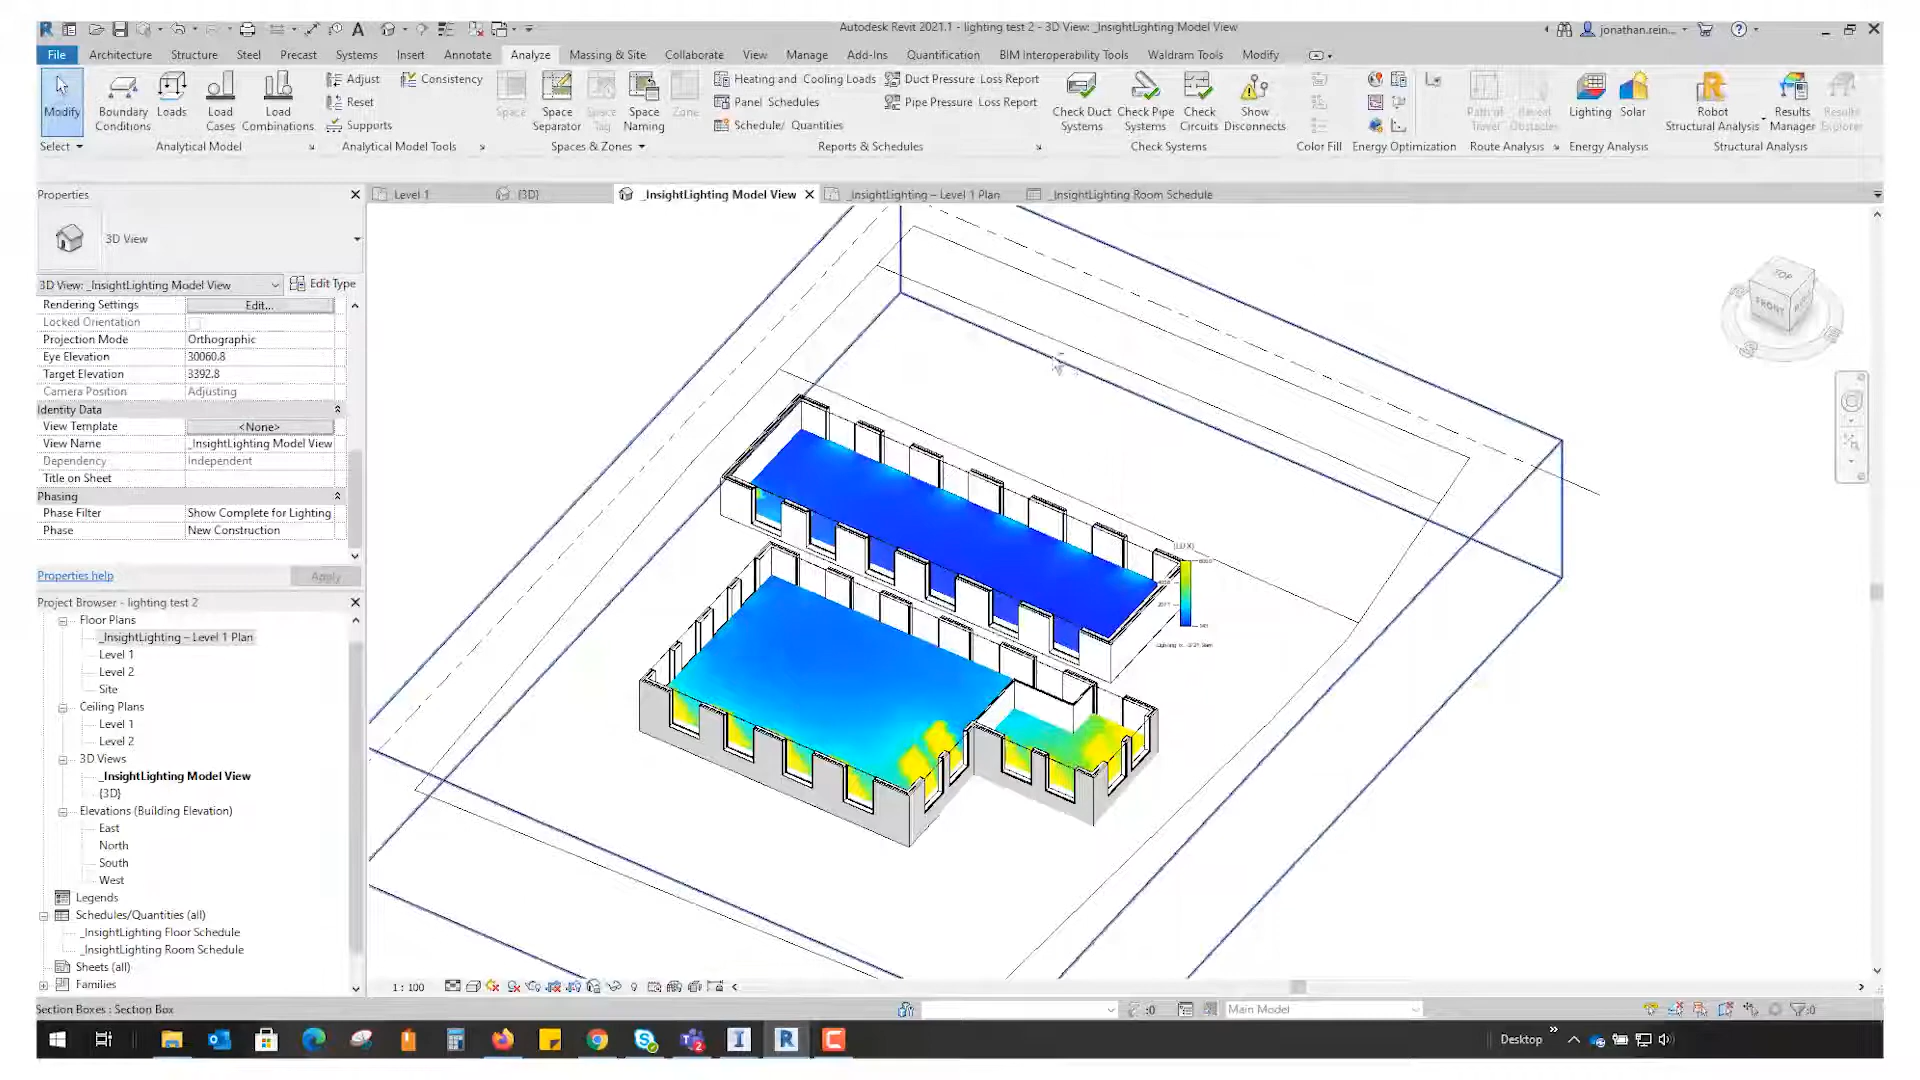 Autodesk Revit 2021.1 - lighting test 2 - 3D View: _InsightLighting Model View
jonathan.rein...
File Architecture Structure Steel Precast Systems Insert Annotate Analyze Massing & Site Collaborate View Manage Add-Ins Quantification BIM Interoperability Tools Waldram Tools Modify
Modify
Select
Boundary Conditions
Loads
Load Cases
Load Combinations
Analytical Model
Adjust
Reset
Supports
Consistency
Analytical Model Tools
Space
Space Separator
Space Tag
Space Naming
Zone
Spaces & Zones
Heating and Cooling Loads
Panel Schedules
Schedule/ Quantities
Duct Pressure Loss Report
Pipe Pressure Loss Report
Reports & Schedules
Check Duct Systems
Check Pipe Systems
Check Circuits
Show Disconnects
Check Systems
Color Fill
Energy Optimization
Path of Travel
Reveal Obstacles
Route Analysis
Lighting
Solar
Energy Analysis
Robot Structural Analysis
Results Manager
Results Explorer
Structural Analysis
Level 1
{3D}
_InsightLighting Model View
_InsightLighting – Level 1 Plan
_InsightLighting Room Schedule
Properties
3D View
3D View: _InsightLighting Model View
Edit Type
Rendering Settings Edit...
Locked Orientation
Projection Mode Orthographic
Eye Elevation 30060.8
Target Elevation 3392.8
Camera Position Adjusting
Identity Data
View Template <None>
View Name _InsightLighting Model View
Dependency Independent
Title on Sheet
Phasing
Phase Filter Show Complete for Lighting
Phase New Construction
Properties help
Apply
Project Browser - lighting test 2
Floor Plans
_InsightLighting – Level 1 Plan
Level 1
Level 2
Site
Ceiling Plans
Level 1
Level 2
3D Views
_InsightLighting Model View
{3D}
Elevations (Building Elevation)
East
North
South
West
Legends
Schedules/Quantities (all)
_InsightLighting Floor Schedule
_InsightLighting Room Schedule
Sheets (all)
Families
TOP
FRONT
1 : 100
Section Boxes : Section Box
:0
Main Model
:0
Desktop